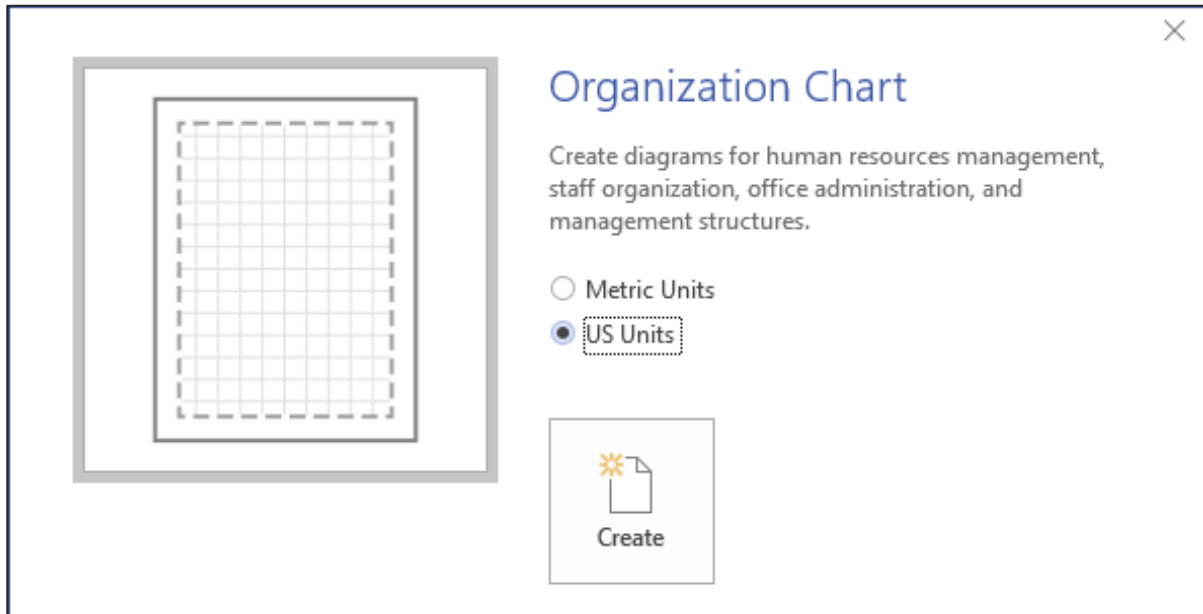 Organization Chart
Create diagrams for human resources management,
staff organization, office administration, and
management structures.
Metric Units
US Units
Create